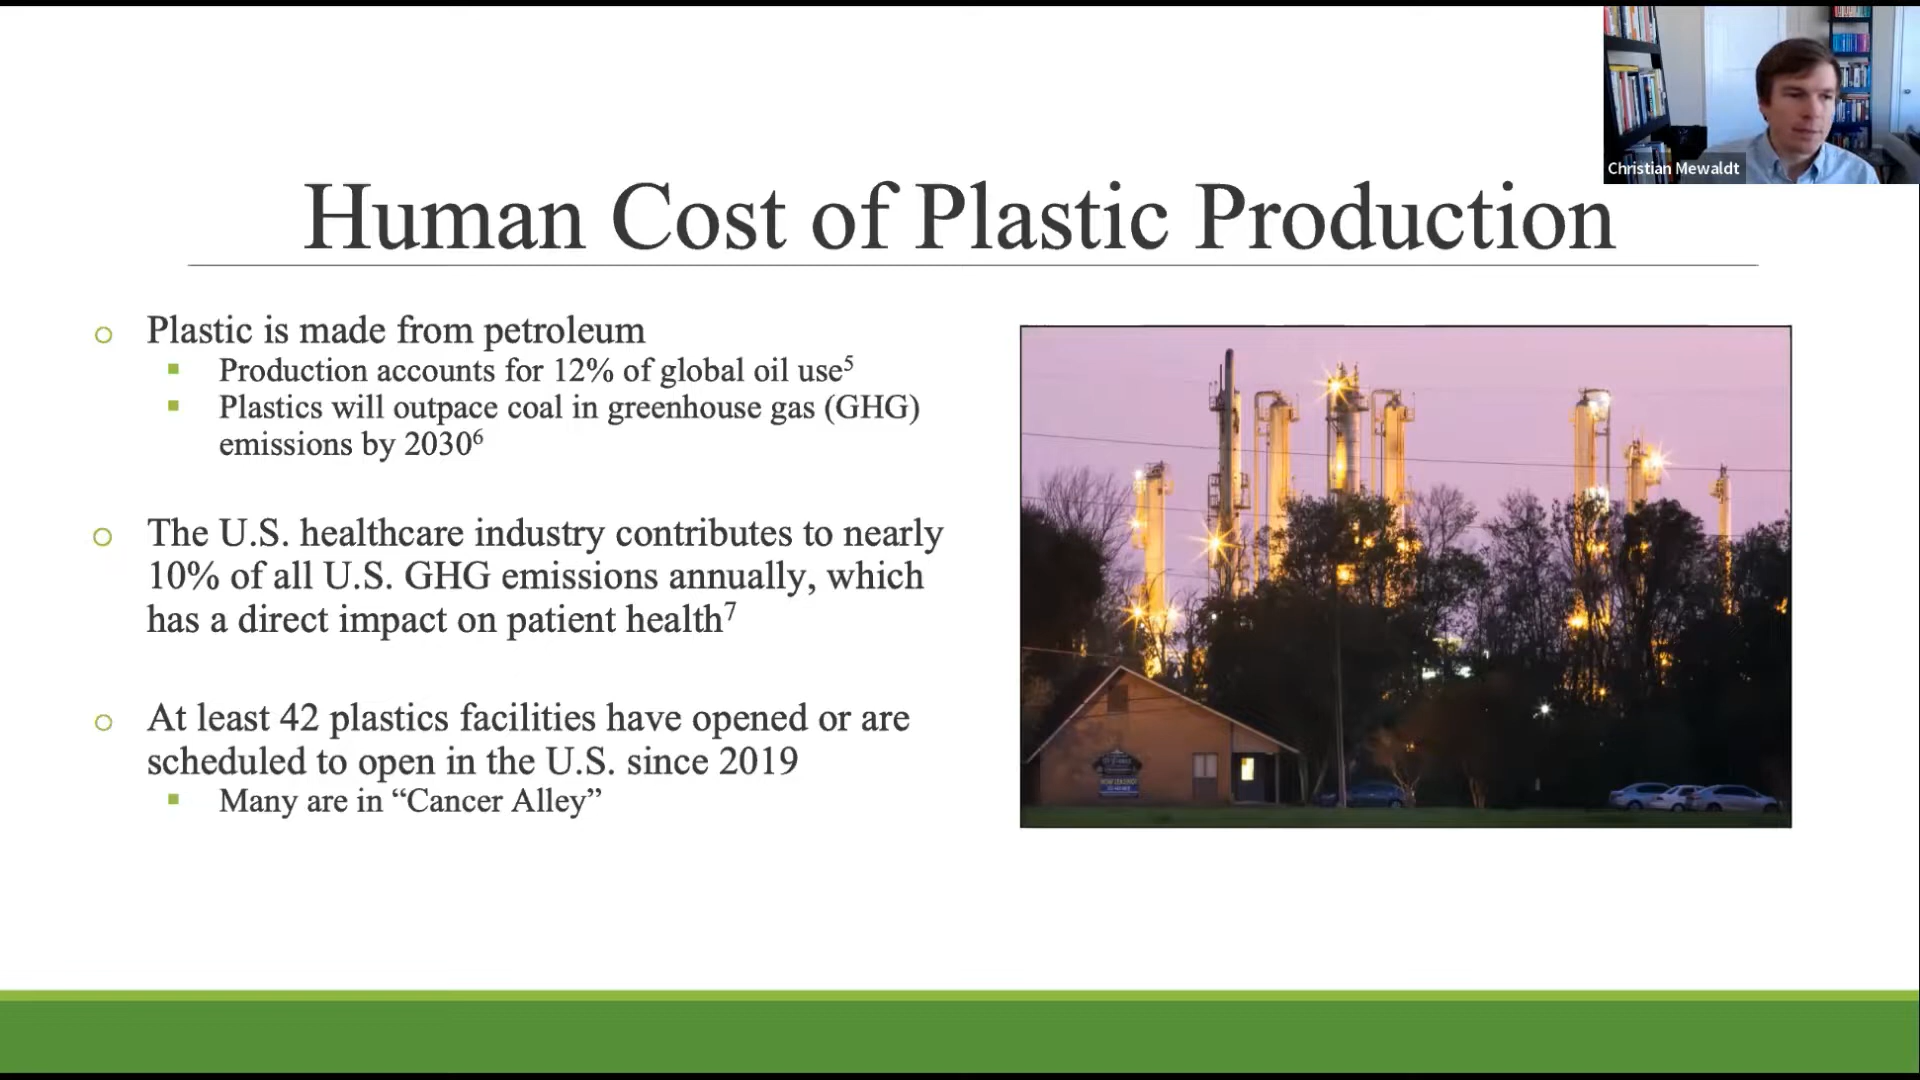 Christian Mewaldt
Human Cost of Plastic Production
Plastic is made from petroleum
Production accounts for 12% of global oil use⁵
Plastics will outpace coal in greenhouse gas (GHG)
emissions by 2030⁶
The U.S. healthcare industry contributes to nearly
10% of all U.S. GHG emissions annually, which
has a direct impact on patient health⁷
At least 42 plastics facilities have opened or are
scheduled to open in the U.S. since 2019
Many are in “Cancer Alley”